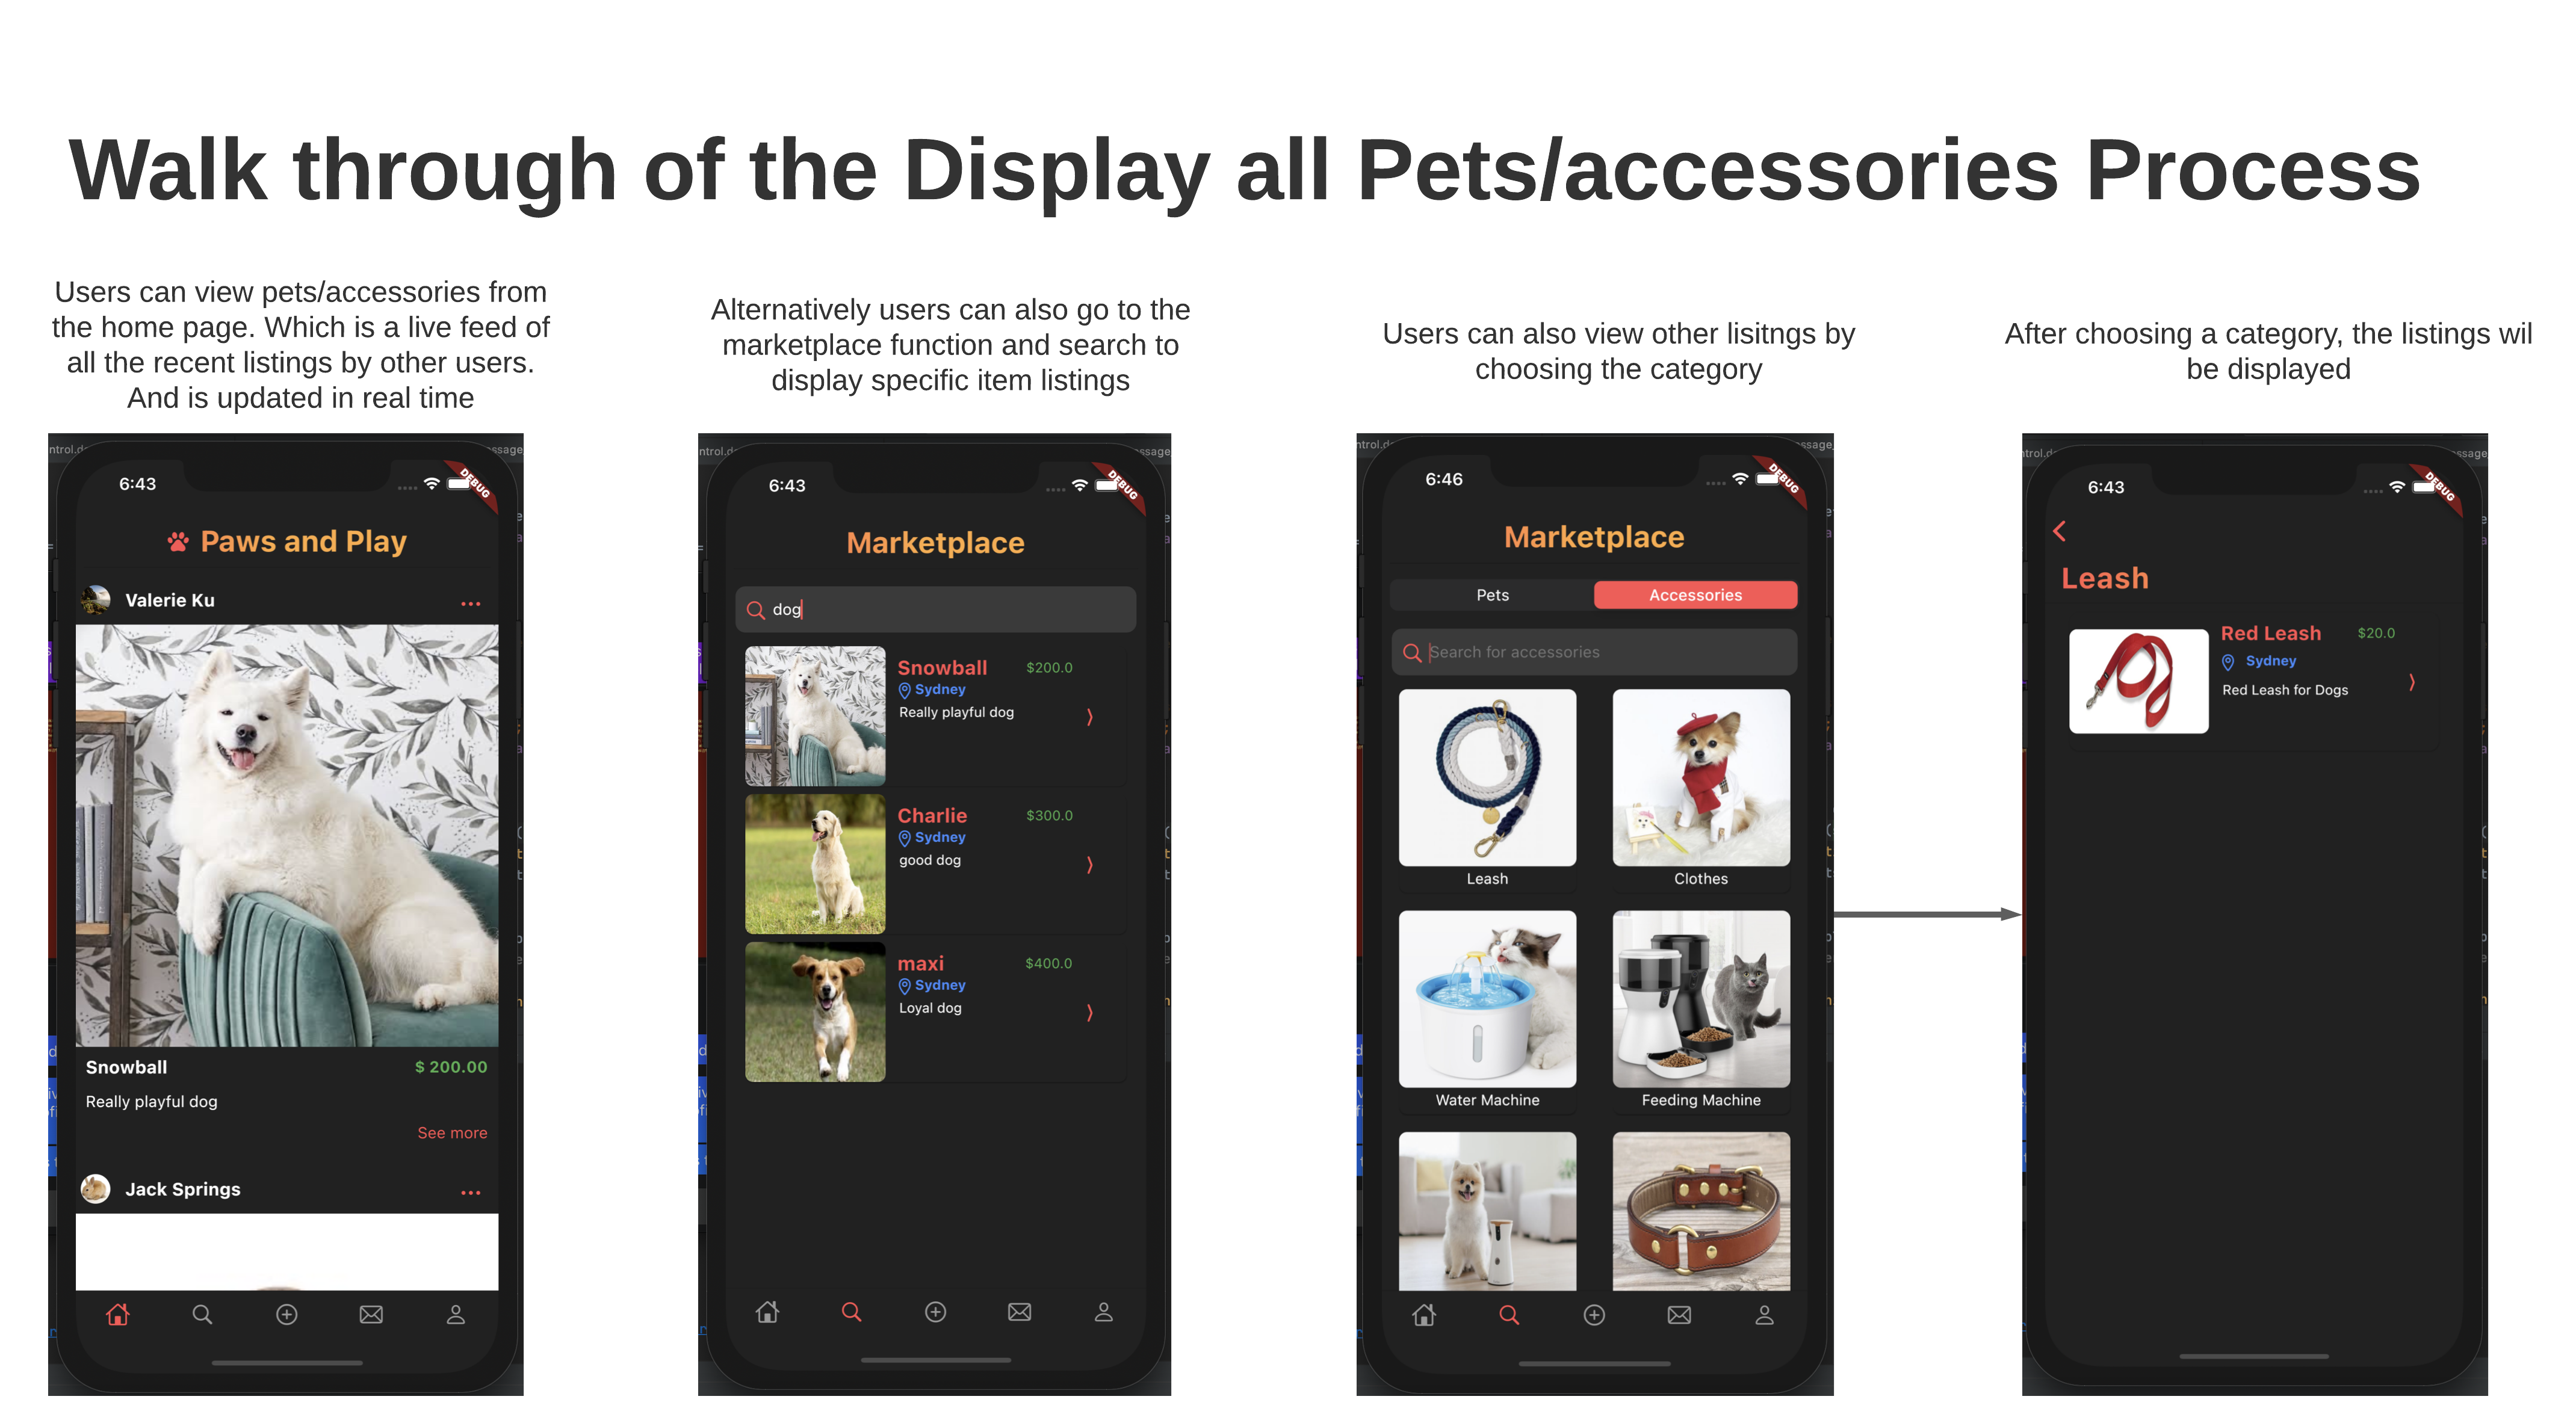 Walk through of the Display all Pets/accessories Process
Users can view pets/accessories from
the home page. Which is a live feed of
all the recent listings by other users.
And is updated in real time
Alternatively users can also go to the
marketplace function and search to
display specific item listings
Users can also view other lisitngs by
choosing the category
After choosing a category, the listings wil
be displayed
6:43
DEBUG
Paws and Play
Valerie Ku
Snowball
$ 200.00
Really playful dog
See more
Jack Springs
6:43
DEBUG
Marketplace
dog
Snowball
$200.0
Sydney
Really playful dog
Charlie
$300.0
Sydney
good dog
maxi
$400.0
Sydney
Loyal dog
6:46
DEBUG
Marketplace
Pets
Accessories
Search for accessories
Leash
Clothes
Water Machine
Feeding Machine
6:43
DEBUG
Leash
Red Leash
$20.0
Sydney
Red Leash for Dogs